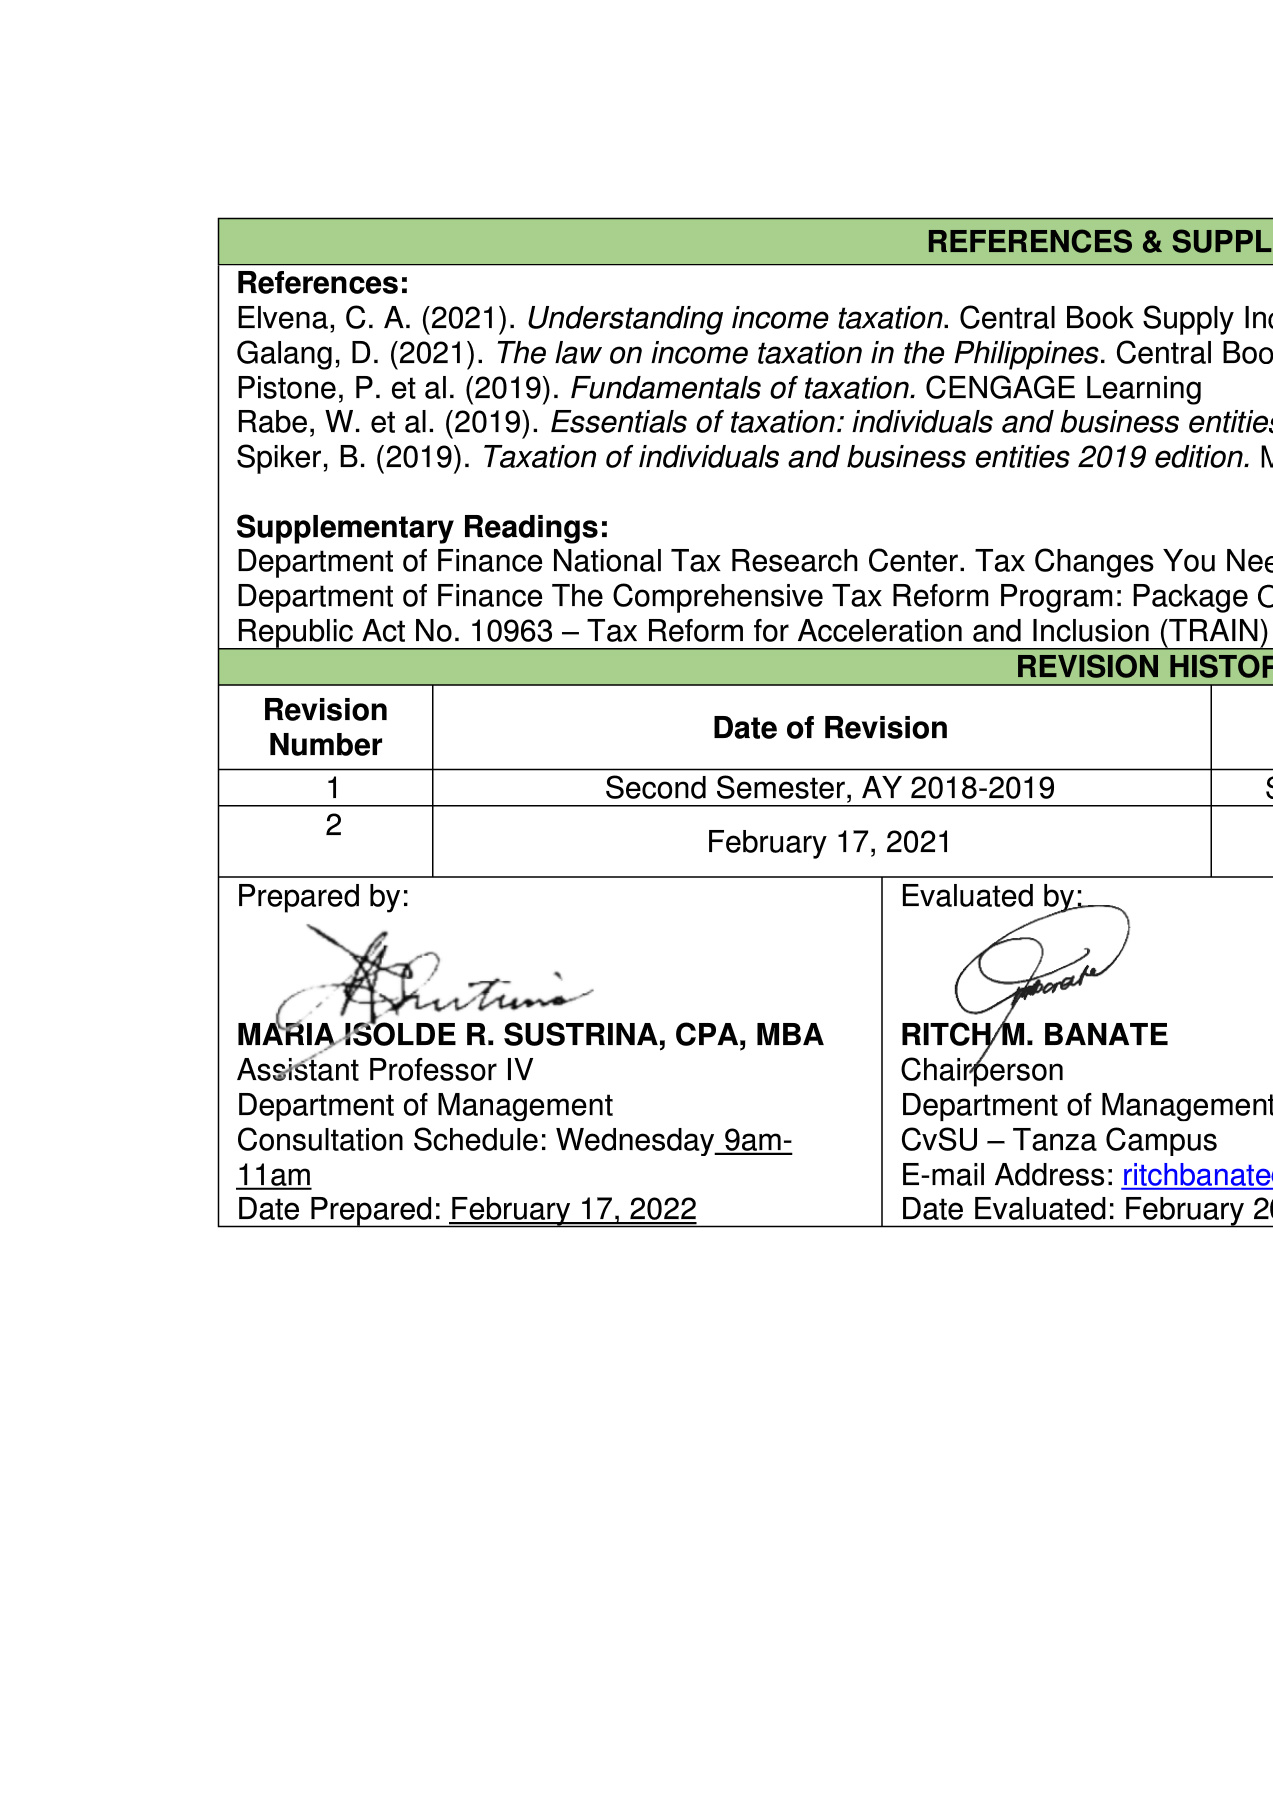 REFERENCES & SUPPL
References:
Elvena, C. A. (2021). Understanding income taxation. Central Book Supply Inc
Galang, D. (2021). The law on income taxation in the Philippines. Central Boo
Pistone, P. et al. (2019). Fundamentals of taxation. CENGAGE Learning
Rabe, W. et al. (2019). Essentials of taxation: individuals and business entities
Spiker, B. (2019). Taxation of individuals and business entities 2019 edition. M
Supplementary Readings:
Department of Finance National Tax Research Center. Tax Changes You Nee
Department of Finance The Comprehensive Tax Reform Program: Package O
Republic Act No. 10963 – Tax Reform for Acceleration and Inclusion (TRAIN)
REVISION HISTOR
Revision
Number
Date of Revision
1
Second Semester, AY 2018-2019
S
2
February 17, 2021
Prepared by:
MARIA ISOLDE R. SUSTRINA, CPA, MBA
Assistant Professor IV
Department of Management
Consultation Schedule: Wednesday 9am-
11am
Date Prepared: February 17, 2022
Evaluated by:
RITCH M. BANATE
Chairperson
Department of Management
CvSU – Tanza Campus
E-mail Address: ritchbanate
Date Evaluated: February 20